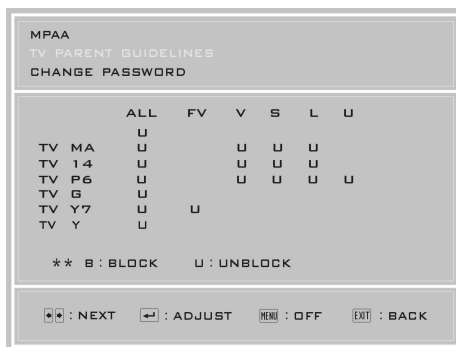 MPAA
TV PARENT GUIDELINES
CHANGE PASSWORD
ALL FV V S L U
U
TV MA U U U U
TV 14 U U U U
TV P6 U U U U U
TV G U
TV Y7 U U
TV Y U
** B : BLOCK U : UNBLOCK
: NEXT : ADJUST MENU : OFF EXIT : BACK